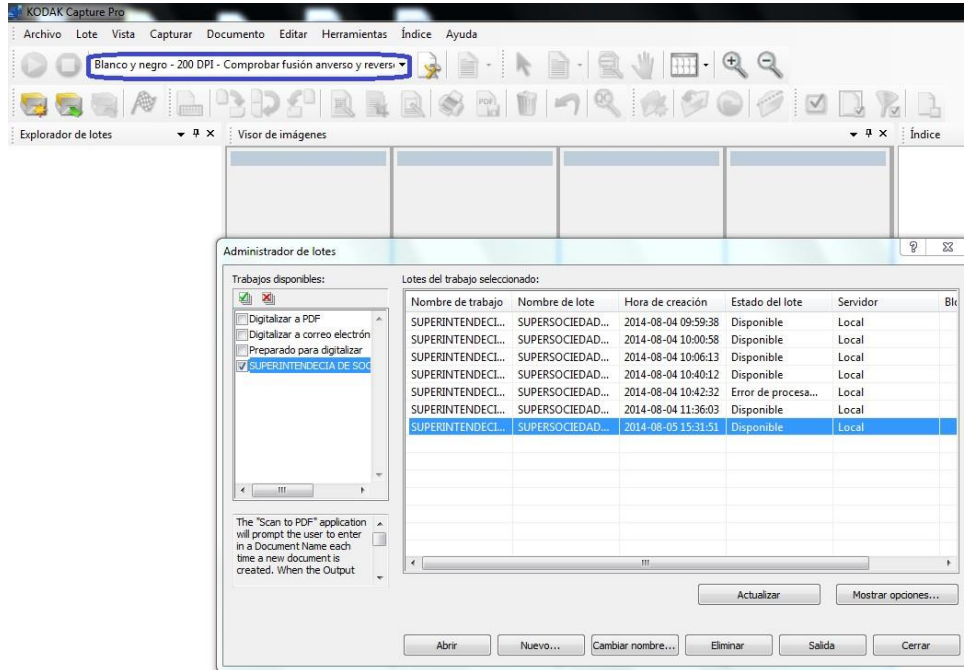 KODAK Capture Pro
Archivo Lote Vista Capturar Documento Editar Herramientas Índice Ayuda
Blanco y negro - 200 DPI - Comprobar fusión anverso y revers
PDF
Explorador de lotes Visor de imágenes Índice
Administrador de lotes
Trabajos disponibles: Lotes del trabajo seleccionado:
Nombre de trabajo Nombre de lote Hora de creación Estado del lote Servidor Blo
Digitalizar a PDF
Digitalizar a correo electrón
Preparado para digitalizar
SUPERINTENDECIA DE SOC
SUPERINTENDECI... SUPERSOCIEDAD... 2014-08-04 09:59:38 Disponible Local
SUPERINTENDECI... SUPERSOCIEDAD... 2014-08-04 10:00:58 Disponible Local
SUPERINTENDECI... SUPERSOCIEDAD... 2014-08-04 10:06:13 Disponible Local
SUPERINTENDECI... SUPERSOCIEDAD... 2014-08-04 10:40:12 Disponible Local
SUPERINTENDECI... SUPERSOCIEDAD... 2014-08-04 10:42:32 Error de procesa... Local
SUPERINTENDECI... SUPERSOCIEDAD... 2014-08-04 11:36:03 Disponible Local
SUPERINTENDECI... SUPERSOCIEDAD... 2014-08-05 15:31:51 Disponible Local
The "Scan to PDF" application
will prompt the user to enter
in a Document Name each
time a new document is
created. When the Output
Actualizar Mostrar opciones...
Abrir Nuevo... Cambiar nombre... Eliminar Salida Cerrar